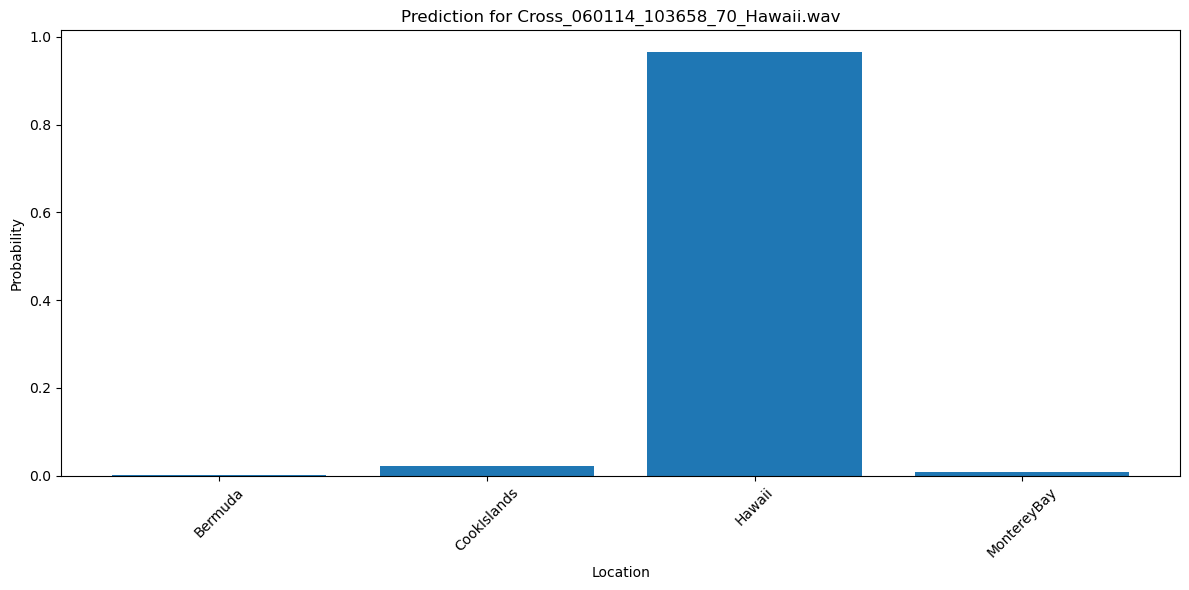 Prediction for Cross_060114_103658_70_Hawaii.wav
1.0
0.8
0.6
0.4
0.2
0.0
Probability
Bermuda
CookIslands
Hawaii
MontereyBay
Location